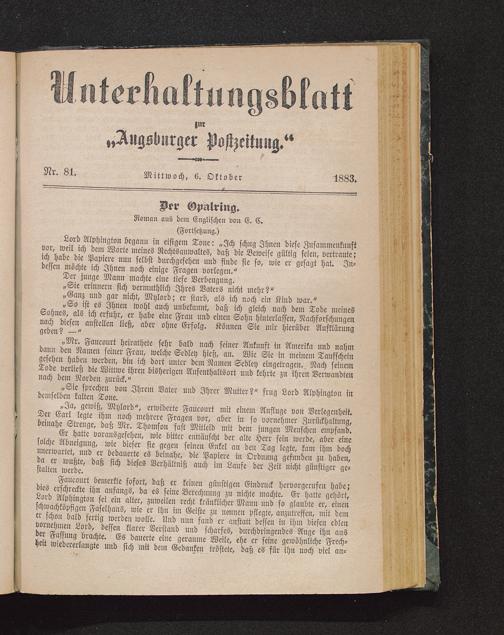 Unterhaltungsblatt
zur
„Augsburger Postzeitung.“
Nr. 81. Mittwoch, 6. Oktober 1883.
Der Opalring.
Roman aus dem Englischen von C. C.
(Fortsetzung.)
Lord Alphington begann in eisigem Tone: „Ich schlug Ihnen diese Zusammenkunft
vor, weil ich dem Worte meines Rechtsanwaltes, daß die Beweise gültig seien, vertraute;
ich habe die Papiere nun selbst durchgesehen und finde sie so, wie er gesagt hat. In-
dessen möchte ich Ihnen noch einige Fragen vorlegen.“
Der junge Mann machte eine tiefe Verbeugung.
„Sie erinnern sich vermuthlich Ihres Vaters nicht mehr?“
„Ganz und gar nicht, Mylord; er starb, als ich noch ein Kind war.“
„So ist es Ihnen wohl auch unbekannt, daß ich gleich nach dem Tode meines
Sohnes, als ich erfuhr, er habe eine Frau und einen Sohn hinterlassen, Nachforschungen
nach diesen anstellen ließ, aber ohne Erfolg. Können Sie mir hierüber Aufklärung
geben? —“
„Mr. Faucourt heirathete sehr bald nach seiner Ankunft in Amerika und nahm
dann den Namen seiner Frau, welche Sedley hieß, an. Wie Sie in meinem Taufschein
gesehen haben werden, bin ich dort unter dem Namen Sedley eingetragen. Nach seinem
Tode verließ die Wittwe ihren bisherigen Aufenthaltsort und kehrte zu ihren Verwandten
nach dem Norden zurück.“
„Sie sprechen von Ihrem Vater und Ihrer Mutter?“ frug Lord Alphington in
demselben kalten Tone.
„Ja, gewiß, Mylord“, erwiderte Faucourt mit einem Anfluge von Verlegenheit.
Der Earl legte ihm noch mehrere Fragen vor, aber in so vornehmer Zurückhaltung,
beinahe Strenge, daß Mr. Thomson fast Mitleid mit dem jungen Menschen empfand.
Er hatte vorausgesehen, wie bitter enttäuscht der alte Herr sein werde, aber eine
solche Abneigung, wie dieser sie gegen seinen Enkel an den Tag legte, kam ihm doch
unerwartet, und er bedauerte es beinahe, die Papiere in Ordnung gefunden zu haben,
da er wußte, daß sich dieses Verhältniß auch im Laufe der Zeit nicht günstiger ge-
stalten werde.
Faucourt bemerkte sofort, daß er keinen günstigen Eindruck hervorgerufen habe;
dies erschreckte ihn anfangs, da es seine Berechnung zu nichte machte. Er hatte gehört,
Lord Alphington sei ein alter, zuweilen recht kränklicher Mann und so glaubte er, einen
schwachköpfigen Faselhans, wie er ihn im Geiste zu nennen pflegte, anzutreffen, mit dem
er schon bald fertig werden wolle. Und nun fand er anstatt dessen in ihm diesen edlen
vornehmen Lord, dessen klarer Verstand und scharfes, durchdringendes Auge ihn aus
der Fassung brachte. Es dauerte eine geraume Weile, ehe er seine gewöhnliche Frech-
heit wiedererlangte und sich mit dem Gedanken tröstete, daß es für ihn noch viel an-